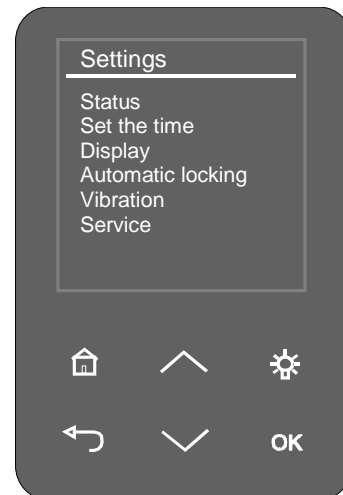 Settings
Status
Set the time
Display
Automatic locking
Vibration
Service
OK